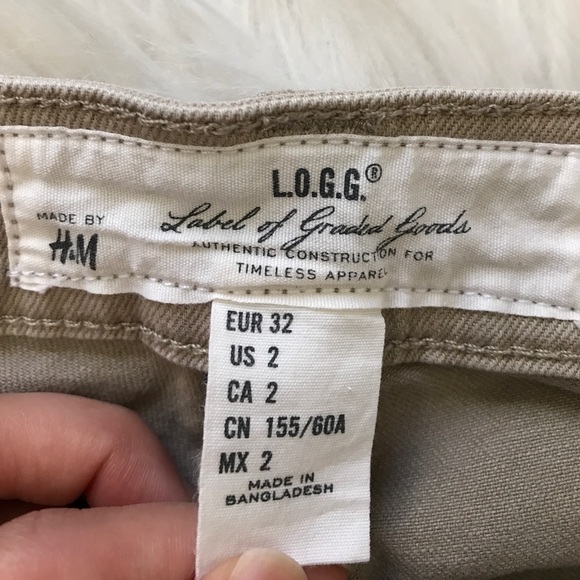 L.O.G.G.®
Label of Graded Goods
MADE BY
H&M
AUTHENTIC CONSTRUCTION FOR
TIMELESS APPAREL
EUR 32
US 2
CA 2
CN 155/60A
MX 2
MADE IN
BANGLADESH